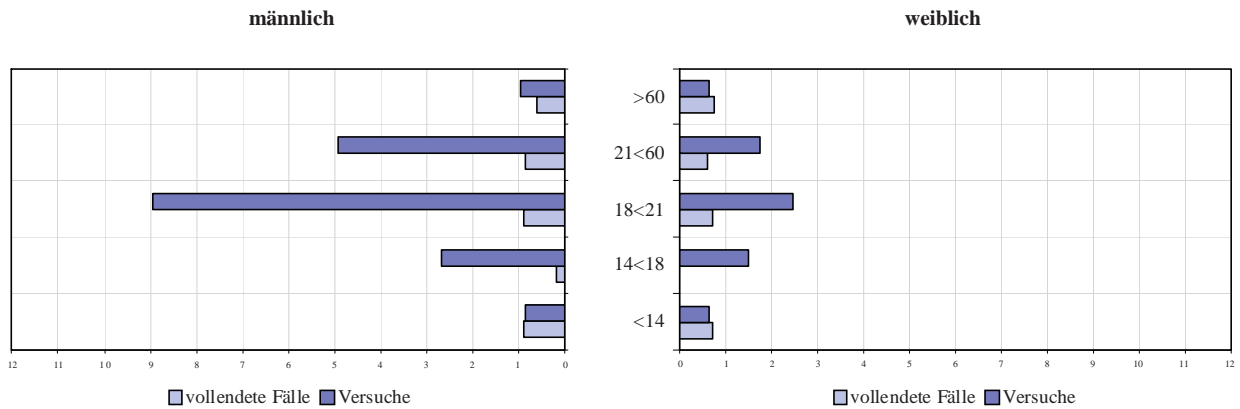 männlich
weiblich
>60
21<60
18<21
14<18
<14
12 11 10 9 8 7 6 5 4 3 2 1 0
0 1 2 3 4 5 6 7 8 9 10 11 12
vollendete Fälle Versuche
vollendete Fälle Versuche